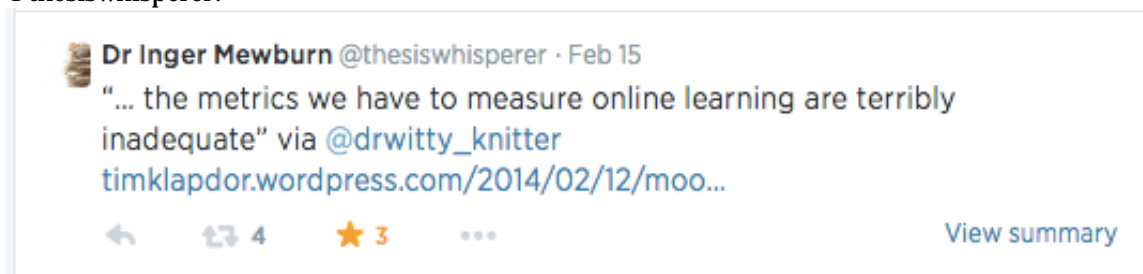 @thesiswhisperer:
Dr Inger Mewburn @thesiswhisperer · Feb 15
“... the metrics we have to measure online learning are terribly
inadequate” via @drwitty_knitter
timklapdor.wordpress.com/2014/02/12/moo...
4 3 View summary